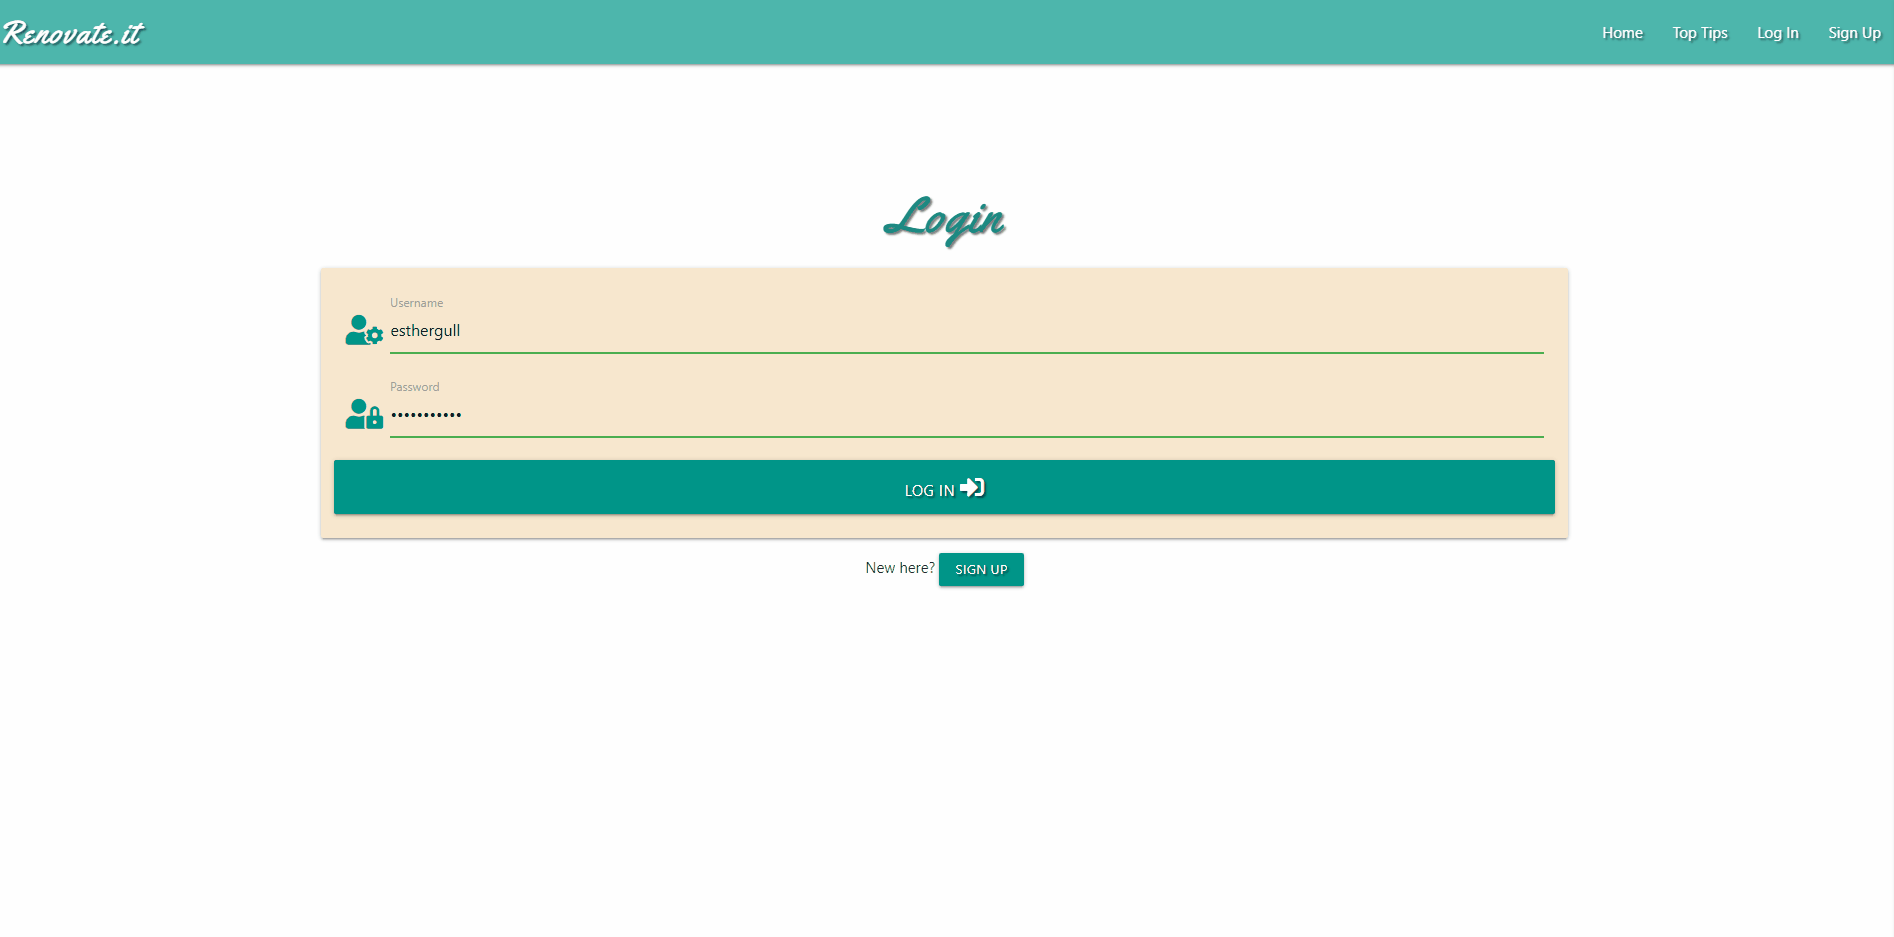 Renovate.it
Home Top Tips Log In Sign Up
Login
Username
esthergull
Password
•••••••••••
LOG IN
New here? SIGN UP